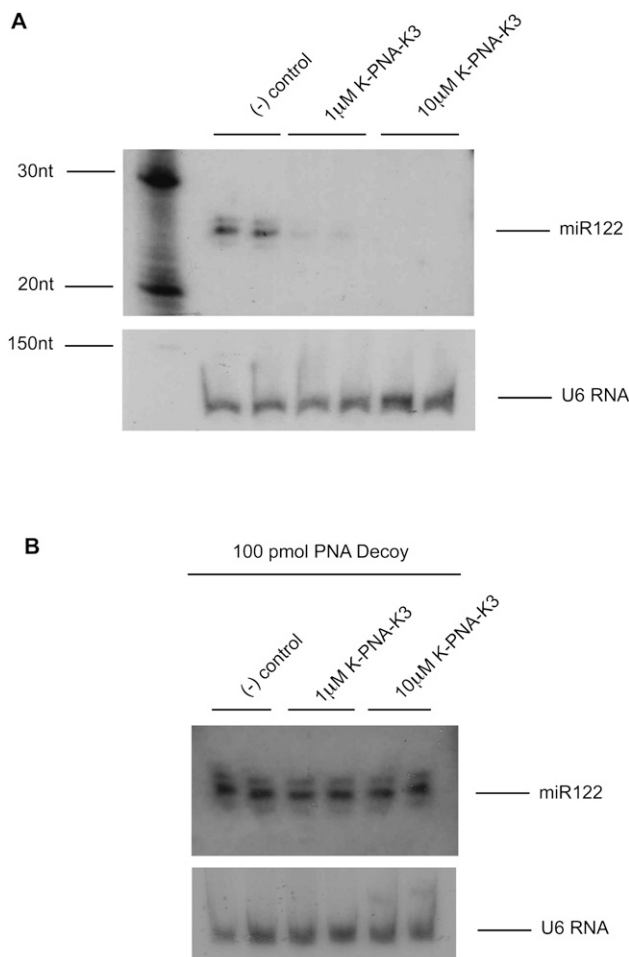 A
(-) control
1µM K-PNA-K3
10µM K-PNA-K3
30nt
miR122
20nt
150nt
U6 RNA
B
100 pmol PNA Decoy
(-) control
1µM K-PNA-K3
10µM K-PNA-K3
miR122
U6 RNA